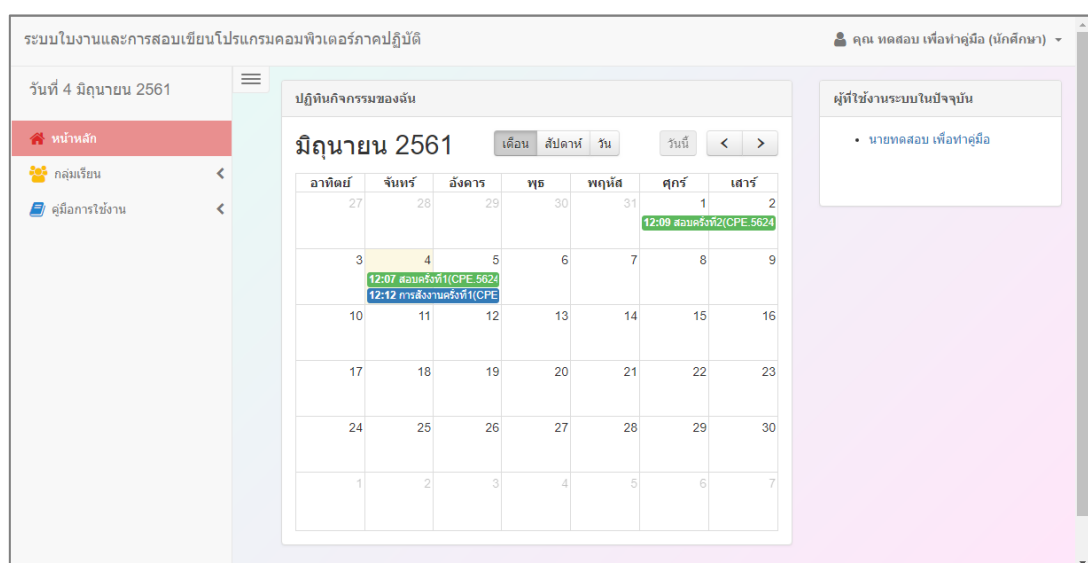 ระบบใบงานและการสอบเขียนโปรแกรมคอมพิวเตอร์ภาคปฏิบัติ
คุณ ทดสอบ เพื่อทำคู่มือ (นักศึกษา)
วันที่ 4 มิถุนายน 2561
หน้าหลัก
กลุ่มเรียน
คู่มือการใช้งาน
ปฏิทินกิจกรรมของฉัน
มิถุนายน 2561
เดือน สัปดาห์ วัน วันนี้ < >
อาทิตย์ จันทร์ อังคาร พุธ พฤหัส ศุกร์ เสาร์
27 28 29 30 31 1 2
12:09 สอบครั้งที่2(CPE.5624
3 4 5 6 7 8 9
12:07 สอบครั้งที่1(CPE.5624
12:12 การสั่งงานครั้งที่1(CPE
10 11 12 13 14 15 16
17 18 19 20 21 22 23
24 25 26 27 28 29 30
1 2 3 4 5 6 7
ผู้ที่ใช้งานระบบในปัจจุบัน
• นายทดสอบ เพื่อทำคู่มือ